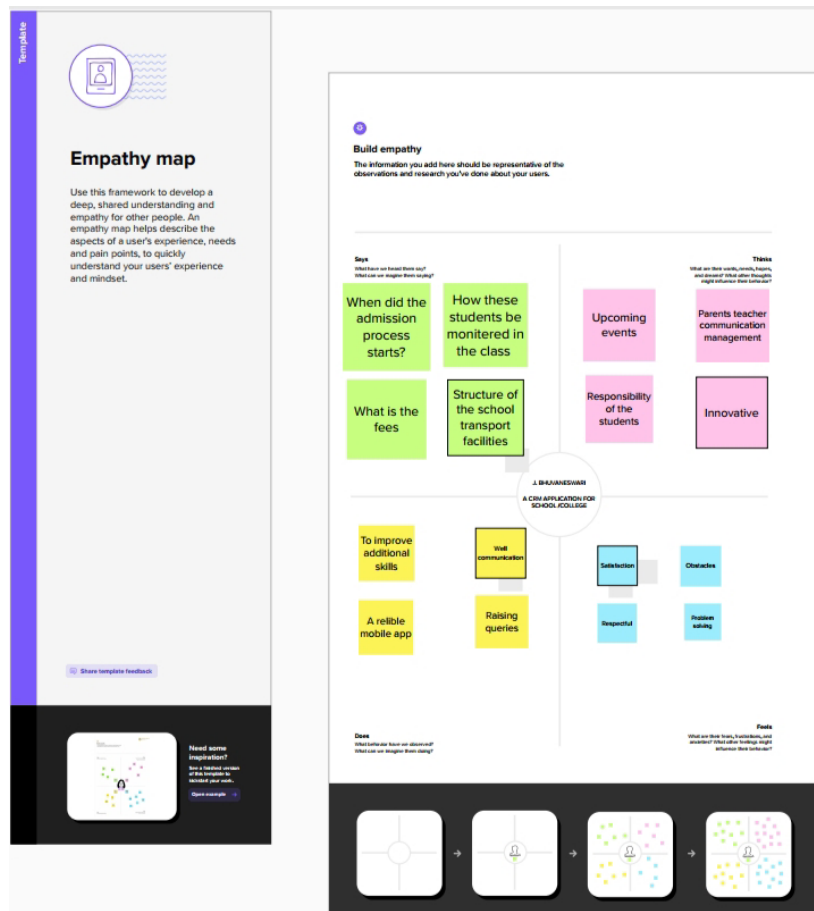 Template
Empathy map
Use this framework to develop a
deep, shared understanding and
empathy for other people. An
empathy map helps describe the
aspects of a user's experience, needs
and pain points, to quickly
understand your users' experience
and mindset.
Share template feedback
Need some
inspiration?
See a finished version
of this template to
kickstart your work.
Open example
Build empathy
The information you add here should be representative of the
observations and research you've done about your users.
Says
What have we heard them say?
What can we imagine them saying?
Thinks
What are their wants, needs, hopes,
and dreams? What other thoughts
might influence their behavior?
When did the
admission
process
starts?
How these
students be
monitered in
the class
Upcoming
events
Parents teacher
communication
management
What is the
fees
Structure of
the school
transport
facilities
Responsibility
of the
students
Innovative
J. BHUVANESWARI
A CRM APPLICATION FOR
SCHOOL /COLLEGE
To improve
additional
skills
Well
communication
Satisfaction
Obstacles
A relible
mobile app
Raising
queries
Respectful
Problem
solving
Does
What behavior have we observed?
What can we imagine them doing?
Feels
What are their fears, frustrations, and
anxieties? What other feelings might
influence their behavior?